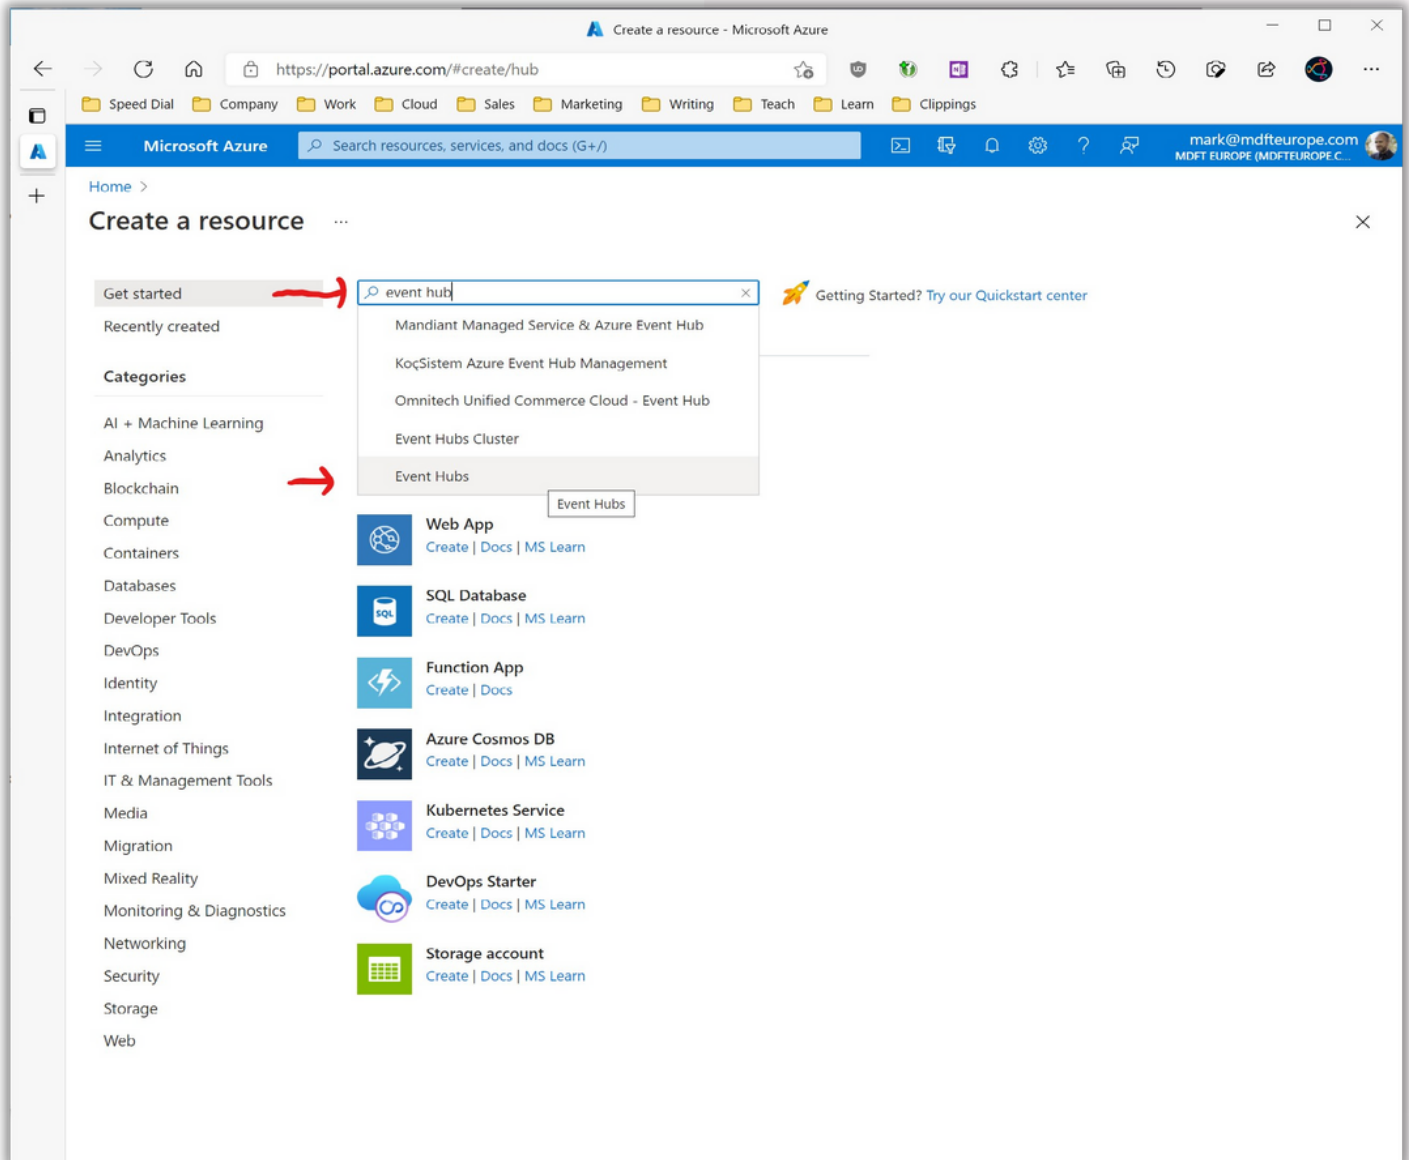 Create a resource - Microsoft Azure
https://portal.azure.com/#create/hub
Speed Dial Company Work Cloud Sales Marketing Writing Teach Learn Clippings
Microsoft Azure Search resources, services, and docs (G+/) mark@mdfteurope.com
MDFT EUROPE (MDFTEUROPE.C...
Home >
Create a resource ...
Get started
Recently created
Categories
AI + Machine Learning
Analytics
Blockchain
Compute
Containers
Databases
Developer Tools
DevOps
Identity
Integration
Internet of Things
IT & Management Tools
Media
Migration
Mixed Reality
Monitoring & Diagnostics
Networking
Security
Storage
Web
event hub
Getting Started? Try our Quickstart center
Mandiant Managed Service & Azure Event Hub
KoçSistem Azure Event Hub Management
Omnitech Unified Commerce Cloud - Event Hub
Event Hubs Cluster
Event Hubs
Event Hubs
Web App
Create | Docs | MS Learn
SQL
SQL Database
Create | Docs | MS Learn
Function App
Create | Docs
Azure Cosmos DB
Create | Docs | MS Learn
Kubernetes Service
Create | Docs | MS Learn
DevOps Starter
Create | Docs | MS Learn
Storage account
Create | Docs | MS Learn